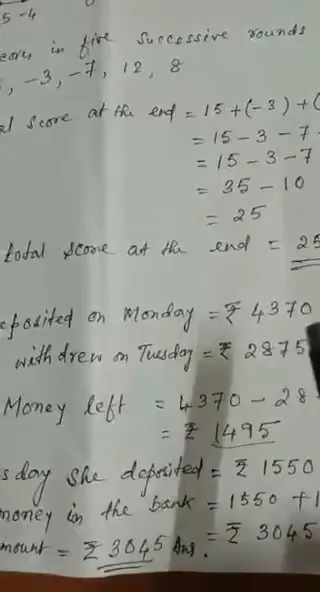 5-4
in five successive rounds
, -3, -7, 12, 8
al score at the end = 15 + (-3) + (
= 15 - 3 - 7
= 15 - 3 - 7
= 35 - 10
= 25
total score at the end = 25
eposited on Monday = ₹ 4370
withdrew on Tuesday = ₹ 2875
Money left = 4370 - 28
= ₹ 1495
sday she deposited = ₹ 1550
money in the bank = 1550 + 1
mount = ₹ 3045 Ans. = ₹ 3045